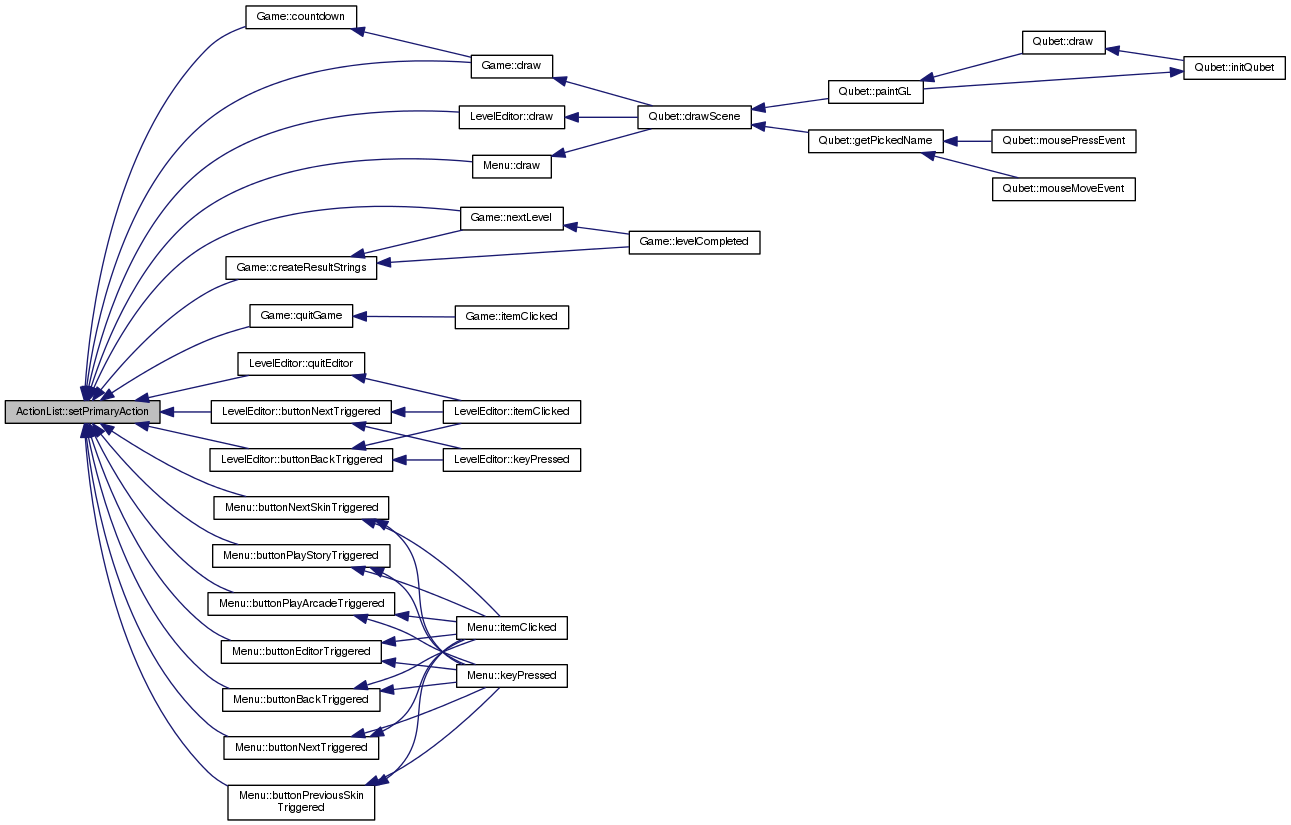 Game::countdown
Qubet::draw
Game::draw
Qubet::initQubet
Qubet::paintGL
LevelEditor::draw
Qubet::drawScene
Qubet::getPickedName
Qubet::mousePressEvent
Menu::draw
Qubet::mouseMoveEvent
Game::nextLevel
Game::levelCompleted
Game::createResultStrings
Game::quitGame
Game::itemClicked
LevelEditor::quitEditor
ActionList::setPrimaryAction
LevelEditor::buttonNextTriggered
LevelEditor::itemClicked
LevelEditor::buttonBackTriggered
LevelEditor::keyPressed
Menu::buttonNextSkinTriggered
Menu::buttonPlayStoryTriggered
Menu::buttonPlayArcadeTriggered
Menu::itemClicked
Menu::buttonEditorTriggered
Menu::keyPressed
Menu::buttonBackTriggered
Menu::buttonNextTriggered
Menu::buttonPreviousSkin
Triggered